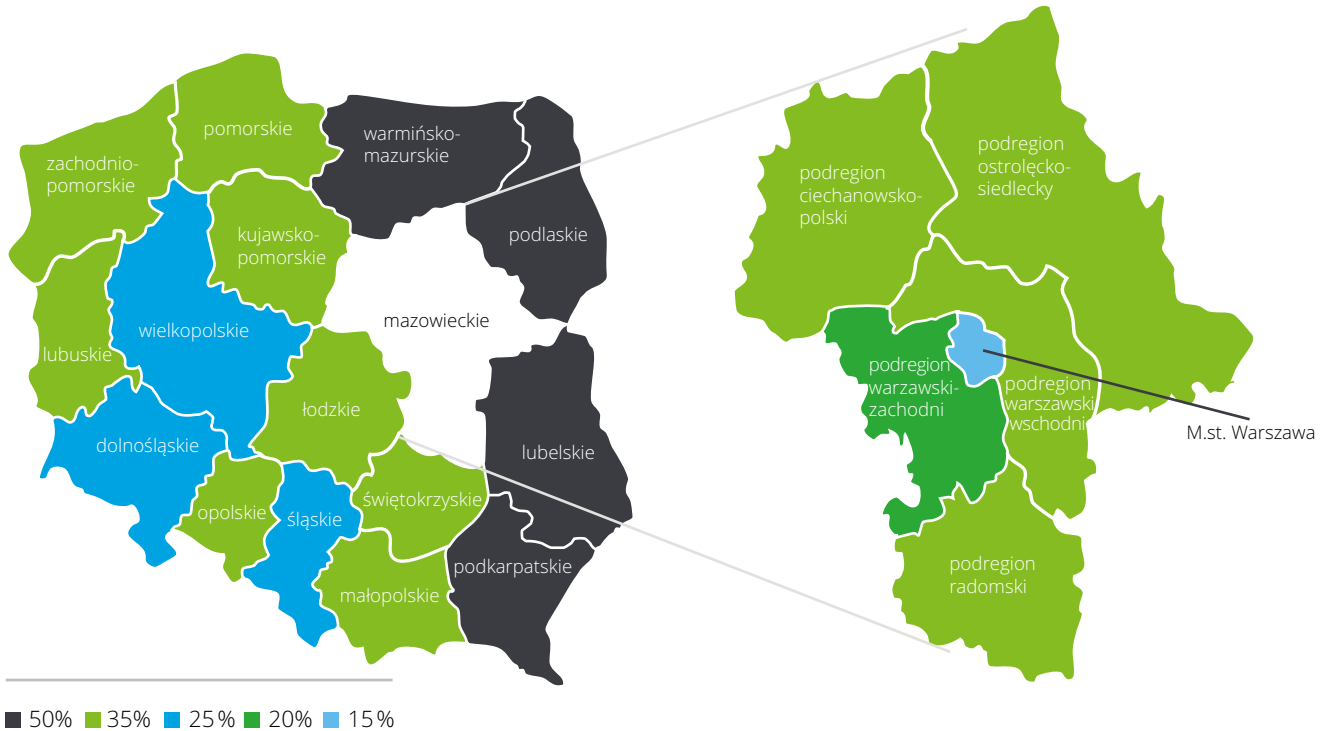 pomorskie
warmińsko-
mazurskie
zachodnio-
pomorskie
podlaskie
kujawsko-
pomorskie
mazowieckie
wielkopolskie
lubuskie
łodzkie
dolnośląskie
lubelskie
świętokrzyskie
opolskie
śląskie
podkarpatskie
małopolskie
podregion
ostrolęcko-
siedlecky
podregion
ciechanowsko-
polski
podregion
warzawski-
zachodni
podregion
warszawski
wschodni
M.st. Warszawa
podregion
radomski
50% 35% 25% 20% 15%